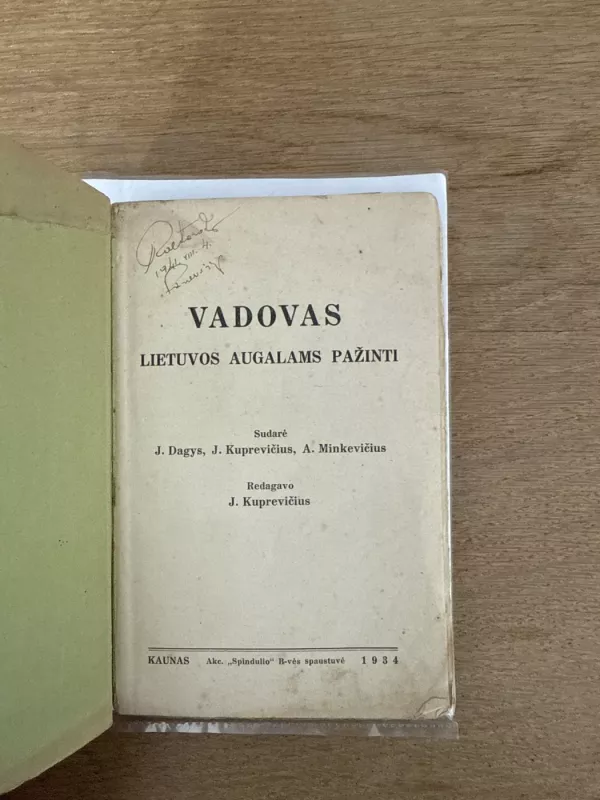 VADOVAS
LIETUVOS AUGALAMS PAŽINTI
Sudarė
J. Dagys, J. Kuprevičius, A. Minkevičius
Redagavo
J. Kuprevičius
KAUNAS Akc. „Spindulio" B-vės spaustuvė 1934